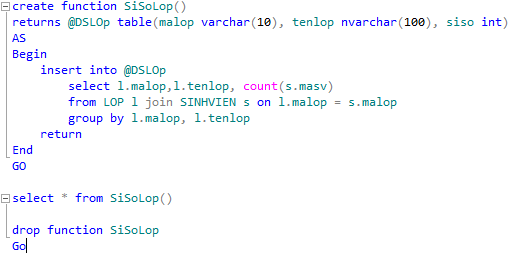 create function SiSoLop()
returns @DSLOp table(malop varchar(10), tenlop nvarchar(100), siso int)
AS
Begin
insert into @DSLOp
select l.malop,l.tenlop, count(s.masv)
from LOP l join SINHVIEN s on l.malop = s.malop
group by l.malop, l.tenlop
return
End
GO
select * from SiSoLop()
drop function SiSoLop
Go